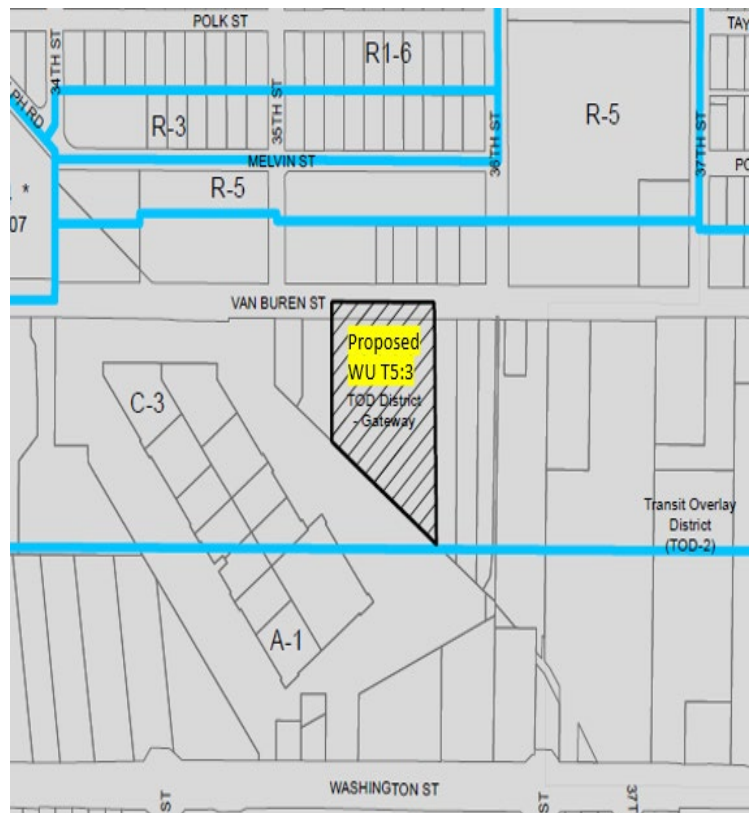 POLK ST
TAY
34TH ST
R1-6
PH RD
R-3
35TH ST
R-5
36TH ST
37TH ST
MELVIN ST
PO
R-5
*
07
VAN BUREN ST
Proposed
WU T5:3
TOD District
- Gateway
C-3
Transit Overlay
District
(TOD-2)
A-1
WASHINGTON ST
ST
ST
37T